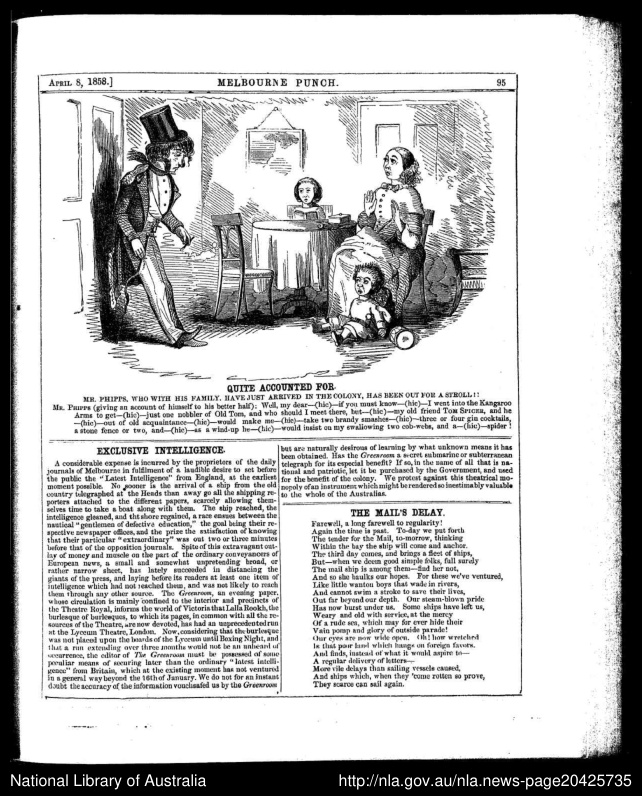 APRIL 8, 1858.]
MELBOURNE PUNCH.
95
QUITE ACCOUNTED FOR.
MR. PHIPPS, WHO WITH HIS FAMILY, HAVE JUST ARRIVED IN THE COLONY, HAS BEEN OUT FOR A STROLL!!
MR. PHIPPS (giving an account of himself to his better half): Well, my dear—(hic)—if you must know—(hic)—I went into the Kangaroo
Arms to get—(hic)—just one nobbler of Old Tom, and who should I meet there, but—(hic)—my old friend TOM SPICER, and he
—(hic)—out of old acquaintance—(hic)—would make me—(hic)—take two brandy smashes—(hic)—three or four gin cocktails,
a stone fence or two, and—(hic)—as a wind-up he—(hic)—would insist on my swallowing two cob-webs, and a—(hic)—spider!
EXCLUSIVE INTELLIGENCE.
A considerable expense is incurred by the proprietors of the daily
journals of Melbourne in fulfilment of a laudible desire to set before
the public the "Latest Intelligence" from England, at the earliest
moment possible. No sooner is the arrival of a ship from the old
country telegraphed at the Heads than away go all the shipping re-
porters attached to the different papers, scarcely allowing them-
selves time to take a boat along with them. The ship reached, the
intelligence gleaned, and the shore regained, a race ensues between the
nautical "gentlemen of defective education," the goal being their re-
spective newspaper offices, and the prize the satisfaction of knowing
that their particular "extraordinary" was out two or three minutes
before that of the opposition journals. Spite of this extravagant out-
lay of money and muscle on the part of the ordinary conveyancers of
European news, a small and somewhat unpretending broad, or
rather narrow sheet, has lately succeeded in distancing the
giants of the press, and laying before its readers at least one item of
intelligence which had not reached them, and was not likely to reach
them through any other source. The Greenroom, an evening paper,
whose circulation is mainly confined to the interior and precincts of
the Theatre Royal, informs the world of Victoria that Lalla Rookh, the
burlesque of burlesques, to which its pages, in common with all the re-
sources of the Theatre, are now devoted, has had an unprecedented run
at the Lyceum Theatre, London. Now, considering that the burlesque
was not placed upon the boards of the Lyceum until Boxing Night, and
that a run extending over three months would not be an unheard of
occurrence, the editor of The Greenroom must be possessed of some
peculiar means of securing later than the ordinary "latest intelli-
gence" from Britain, which at the existing moment has not ventured
in a general way beyond the 16th of January. We do not for an instant
doubt the accuracy of the information vouchsafed us by the Greenroom
but are naturally desirous of learning by what unknown means it has
been obtained. Has the Greenroom a secret submarine or subterranean
telegraph for its especial benefit? If so, in the name of all that is na-
tional and patriotic, let it be purchased by the Government, and used
for the benefit of the colony. We protest against this theatrical mo-
nopoly of an instrument which might be rendered so inestimably valuable
to the whole of the Australias.
THE MAIL'S DELAY.
Farewell, a long farewell to regularity!
Again the time is past. To-day we put forth
The tender for the Mail, to-morrow, thinking
Within the bay the ship will come and anchor.
The third day comes, and brings a fleet of ships,
But—when we deem good simple folks, full surely
The mail ship is among them—find her not,
And so she baulks our hopes. For these we've ventured,
Like little wanton boys that wade in rivers,
And cannot swim a stroke to save their lives,
Out far beyond our depth. Our steam-blown pride
Has now burst under us. Some ships have left us,
Weary and old with service, at the mercy
Of a rude sea, which may for ever hide their
Vain pomp and glory of outside parade!
Our eyes are now wide open. Oh! how wretched
Is that poor land which hangs on foreign favors.
And finds, instead of what it would aspire to—
A regular delivery of letters—
More vile delays than sailing vessels caused,
And ships which, when they 'come rotten so prove,
They scarce can sail again.
National Library of Australia
http://nla.gov.au/nla.news-page20425735